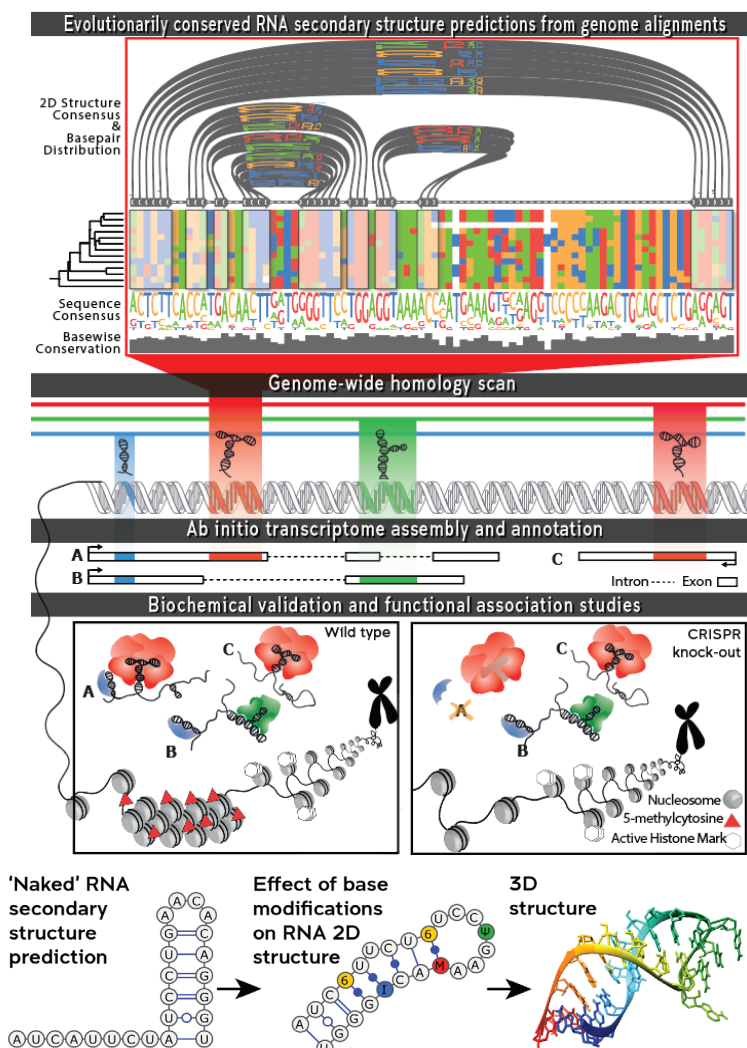 Evolutionarily conserved RNA secondary structure predictions from genome alignments
2D Structure
Consensus
&
Basepair
Distribution
Sequence
Consensus
Basewise
Conservation
Genome-wide homology scan
Ab initio transcriptome assembly and annotation
A
B
C
Intron ---- Exon
Biochemical validation and functional association studies
Wild type
A
B
C
CRISPR
knock-out
A
B
C
Nucleosome
5-methylcytosine
Active Histone Mark
'Naked' RNA
secondary
structure
prediction
AUCAUUCUA U
Effect of base
modifications
on RNA 2D
structure
AUC6UUCU6UCCΨ
GAAMACIGGGU
3D
structure